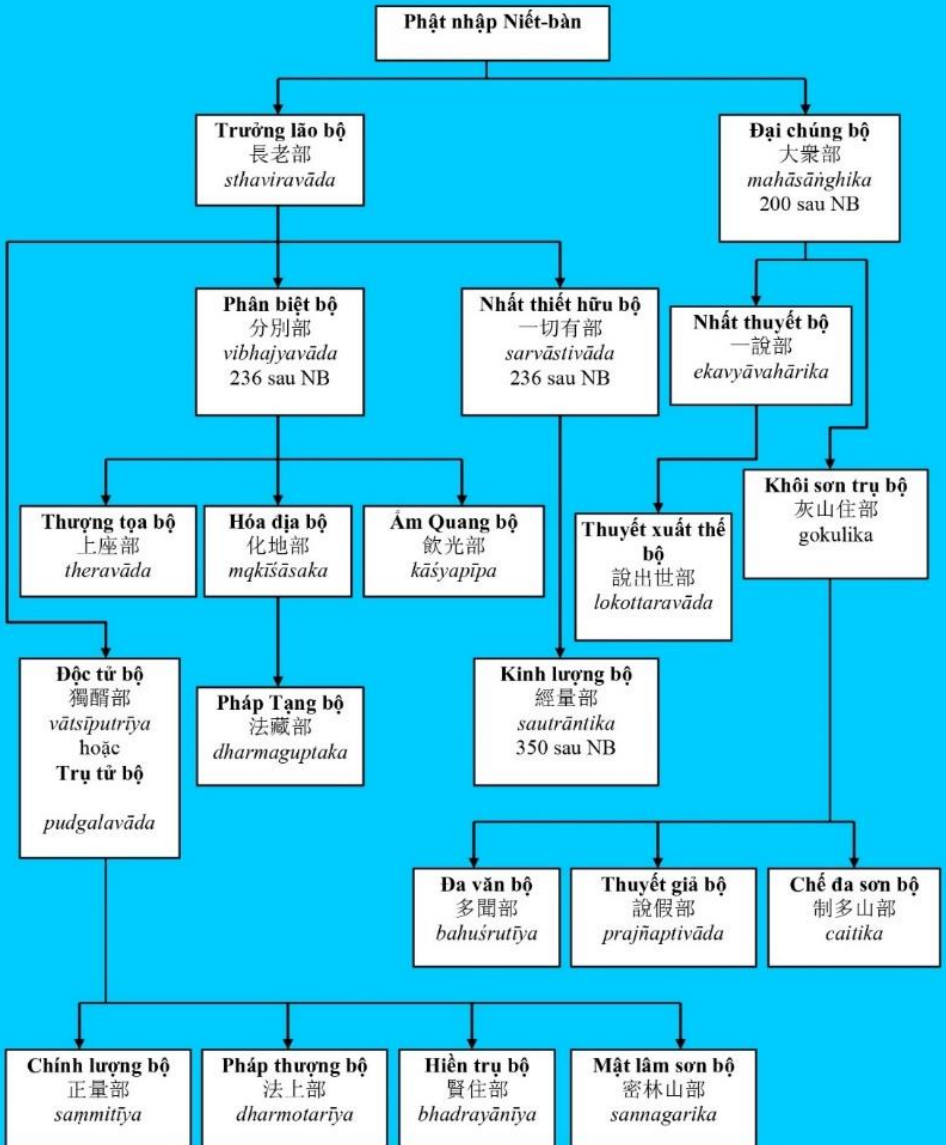 Phật nhập Niết-bàn
Trưởng lão bộ
長老部
sthaviravāda
Đại chúng bộ
大衆部
mahāsāṅghika
200 sau NB
Phân biệt bộ
分別部
vibhajyavāda
236 sau NB
Nhất thiết hữu bộ
一切有部
sarvāstivāda
236 sau NB
Nhất thuyết bộ
一說部
ekavyāvahārika
Khôi sơn trụ bộ
灰山住部
gokulika
Thượng tọa bộ
上座部
theravāda
Hóa địa bộ
化地部
mqkīśāsaka
Ẩm Quang bộ
飲光部
kāśyapīpa
Thuyết xuất thế
bộ
說出世部
lokottaravāda
Độc tử bộ
獨醑部
vātsīputrīya
hoặc
Trụ tử bộ
pudgalavāda
Pháp Tạng bộ
法藏部
dharmaguptaka
Kinh lượng bộ
經量部
sautrāntika
350 sau NB
Đa văn bộ
多聞部
bahuśrutīya
Thuyết giả bộ
說假部
prajñaptivāda
Chế đa sơn bộ
制多山部
caitika
Chính lượng bộ
正量部
saṃmitīya
Pháp thượng bộ
法上部
dharmotarīya
Hiền trụ bộ
賢住部
bhadrayānīya
Mật lâm sơn bộ
密林山部
sannagarika